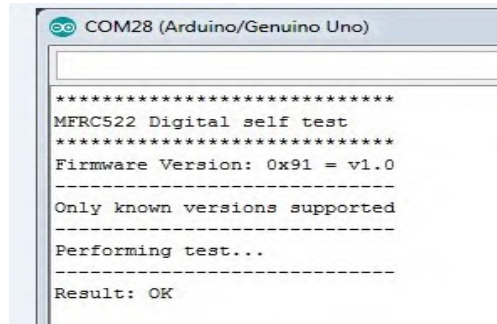 COM28 (Arduino/Genuino Uno)
*****************************
MFRC522 Digital self test
*****************************
Firmware Version: 0x91 = v1.0
-----------------------------
Only known versions supported
-----------------------------
Performing test...
-----------------------------
Result: OK